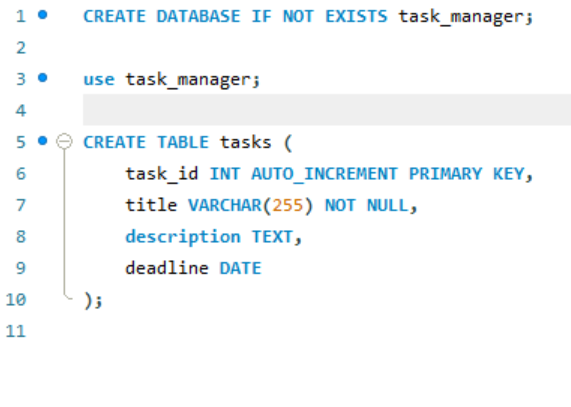 1 CREATE DATABASE IF NOT EXISTS task_manager;
2
3 use task_manager;
4
5 CREATE TABLE tasks (
6 task_id INT AUTO_INCREMENT PRIMARY KEY,
7 title VARCHAR(255) NOT NULL,
8 description TEXT,
9 deadline DATE
10 );
11